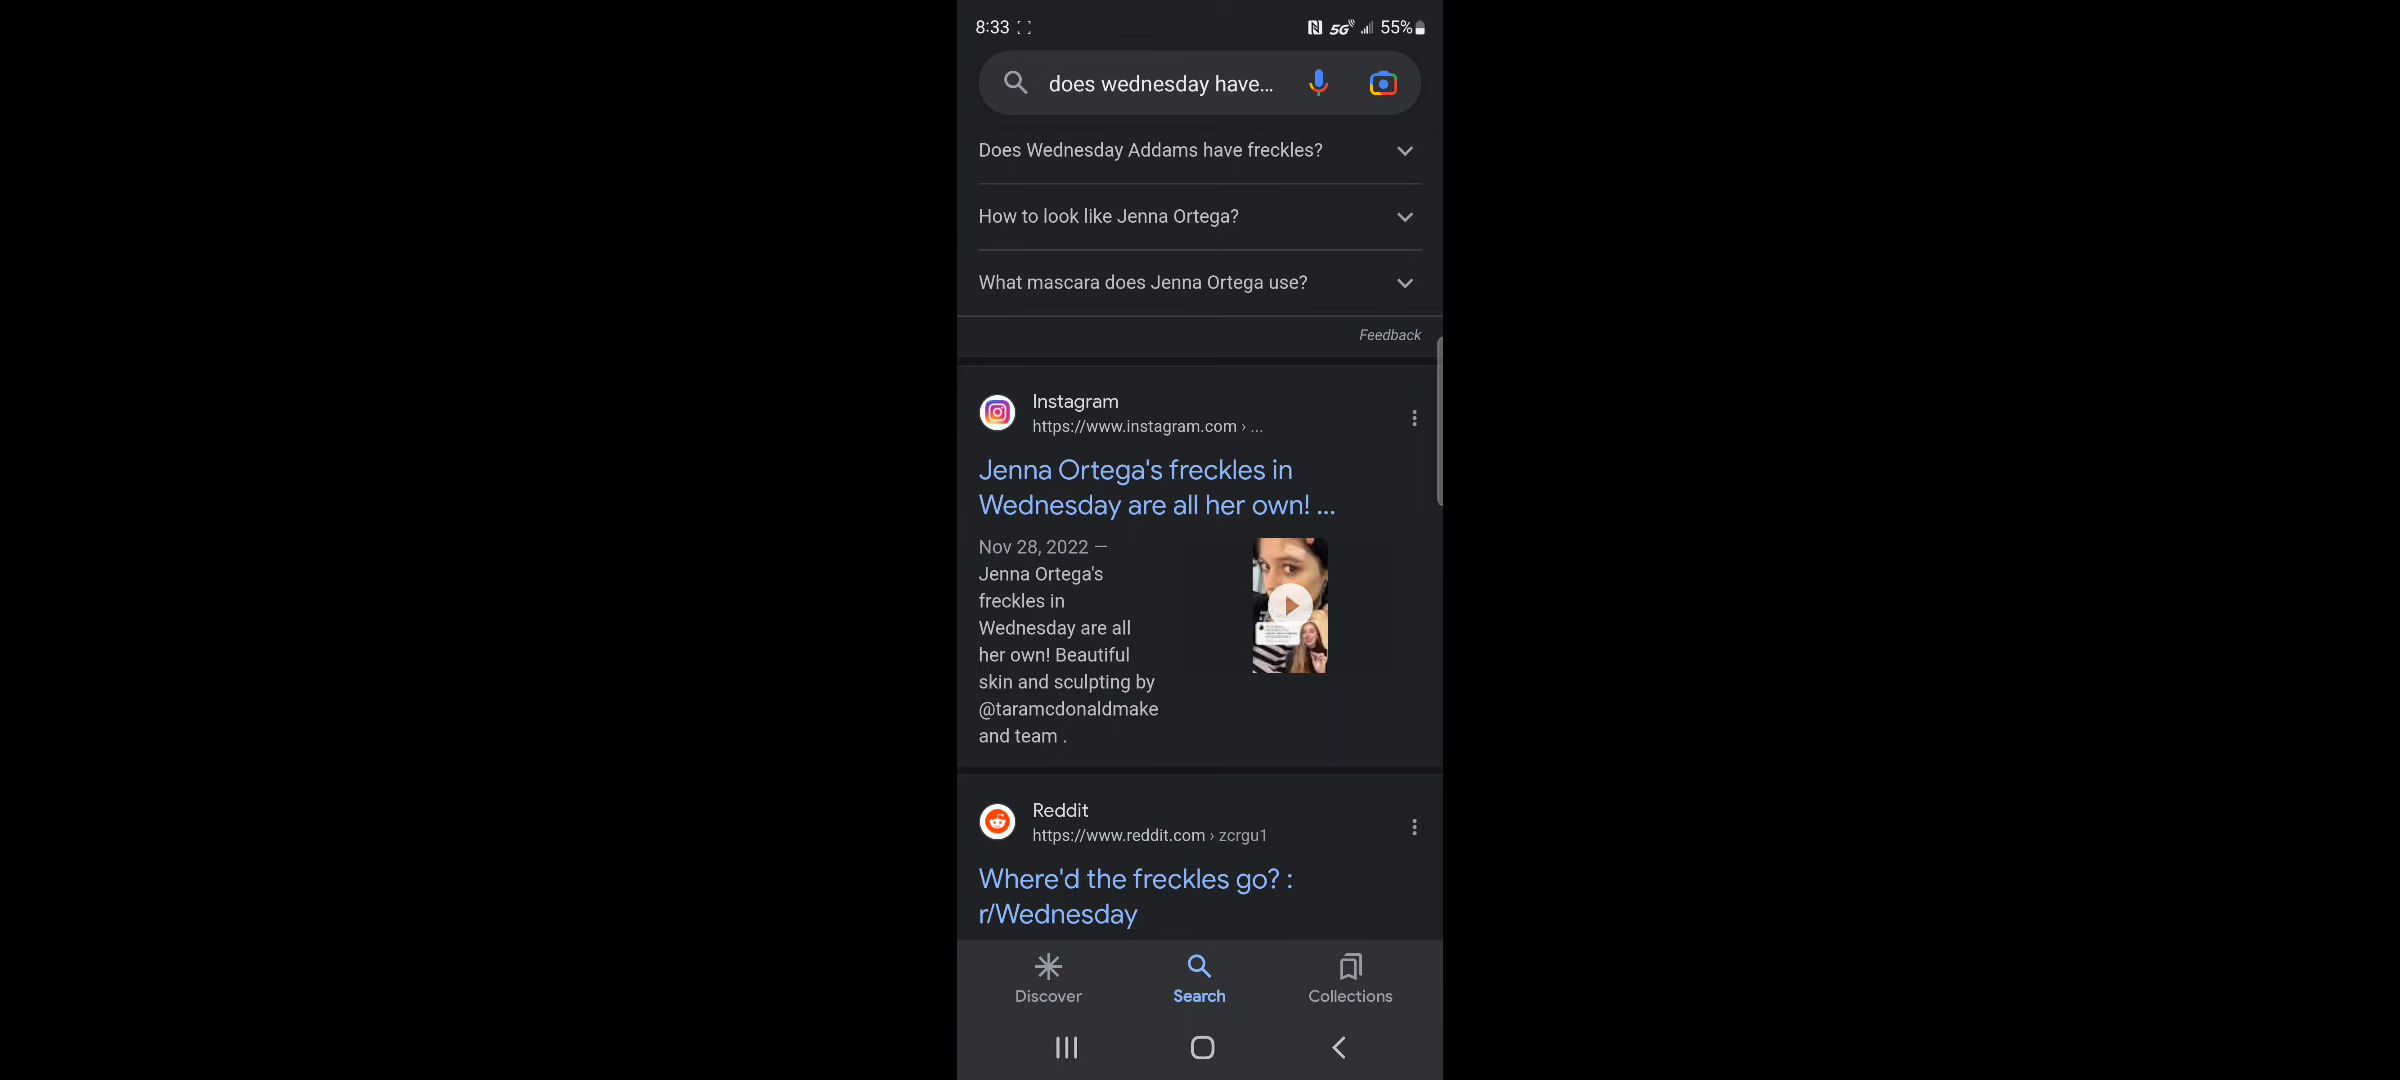 8:33
5G 55%
does wednesday have...
Does Wednesday Addams have freckles?
How to look like Jenna Ortega?
What mascara does Jenna Ortega use?
Feedback
Instagram
https://www.instagram.com › ...
Jenna Ortega's freckles in
Wednesday are all her own! ...
Nov 28, 2022 —
Jenna Ortega's
freckles in
Wednesday are all
her own! Beautiful
skin and sculpting by
@taramcdonaldmake
and team .
Reddit
https://www.reddit.com › zcrgu1
Where'd the freckles go? :
r/Wednesday
Discover
Search
Collections